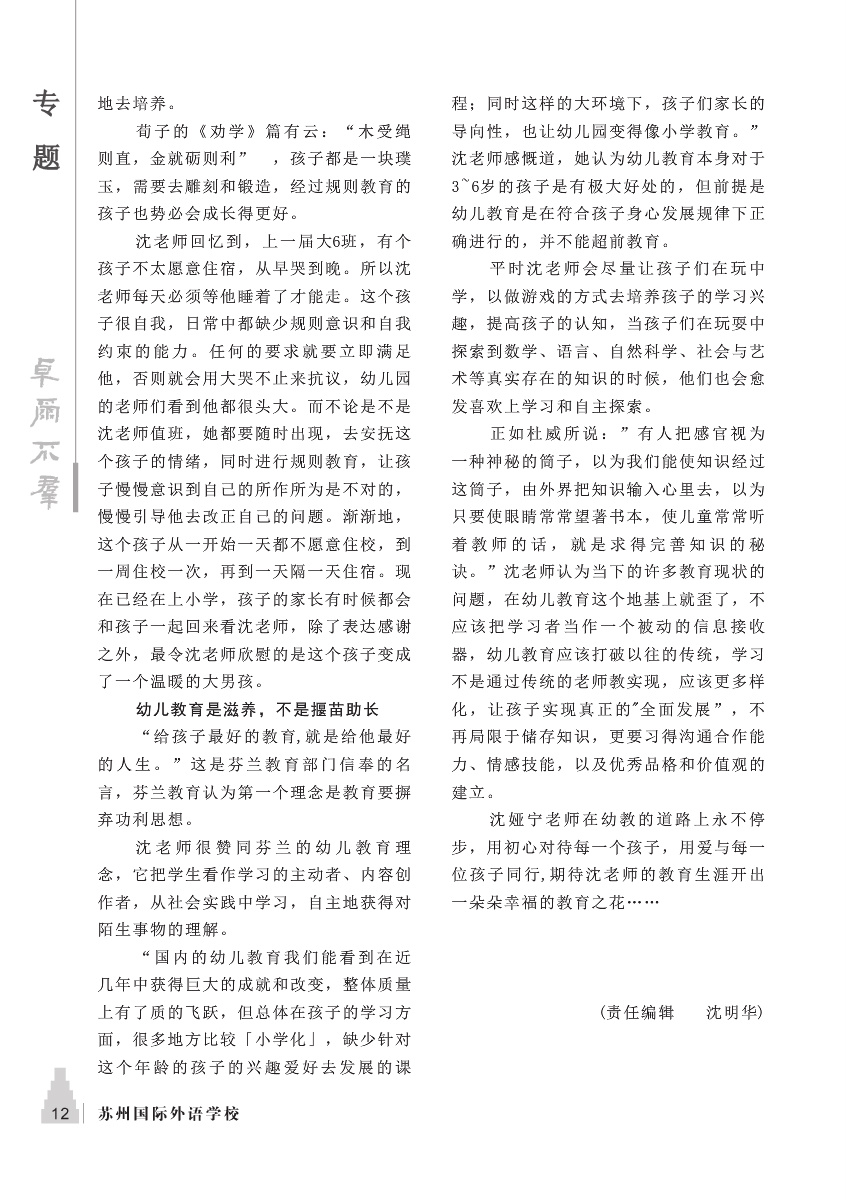 专
题
卓尔不群
地去培养。
荀子的《劝学》篇有云：“木受绳
则直，金就砺则利” ，孩子都是一块璞
玉，需要去雕刻和锻造，经过规则教育的
孩子也势必会成长得更好。
沈老师回忆到，上一届大6班，有个
孩子不太愿意住宿，从早哭到晚。所以沈
老师每天必须等他睡着了才能走。这个孩
子很自我，日常中都缺少规则意识和自我
约束的能力。任何的要求就要立即满足
他，否则就会用大哭不止来抗议，幼儿园
的老师们看到他都很头大。而不论是不是
沈老师值班，她都要随时出现，去安抚这
个孩子的情绪，同时进行规则教育，让孩
子慢慢意识到自己的所作所为是不对的，
慢慢引导他去改正自己的问题。渐渐地，
这个孩子从一开始一天都不愿意住校，到
一周住校一次，再到一天隔一天住宿。现
在已经在上小学，孩子的家长有时候都会
和孩子一起回来看沈老师，除了表达感谢
之外，最令沈老师欣慰的是这个孩子变成
了一个温暖的大男孩。
幼儿教育是滋养，不是揠苗助长
“给孩子最好的教育,就是给他最好
的人生。”这是芬兰教育部门信奉的名
言，芬兰教育认为第一个理念是教育要摒
弃功利思想。
沈老师很赞同芬兰的幼儿教育理
念，它把学生看作学习的主动者、内容创
作者，从社会实践中学习，自主地获得对
陌生事物的理解。
“国内的幼儿教育我们能看到在近
几年中获得巨大的成就和改变，整体质量
上有了质的飞跃，但总体在孩子的学习方
面，很多地方比较「小学化」，缺少针对
这个年龄的孩子的兴趣爱好去发展的课
程；同时这样的大环境下，孩子们家长的
导向性，也让幼儿园变得像小学教育。”
沈老师感慨道，她认为幼儿教育本身对于
3~6岁的孩子是有极大好处的，但前提是
幼儿教育是在符合孩子身心发展规律下正
确进行的，并不能超前教育。
平时沈老师会尽量让孩子们在玩中
学，以做游戏的方式去培养孩子的学习兴
趣，提高孩子的认知，当孩子们在玩耍中
探索到数学、语言、自然科学、社会与艺
术等真实存在的知识的时候，他们也会愈
发喜欢上学习和自主探索。
正如杜威所说：”有人把感官视为
一种神秘的筒子，以为我们能使知识经过
这筒子，由外界把知识输入心里去，以为
只要使眼睛常常望著书本，使儿童常常听
着教师的话，就是求得完善知识的秘
诀。”沈老师认为当下的许多教育现状的
问题，在幼儿教育这个地基上就歪了，不
应该把学习者当作一个被动的信息接收
器，幼儿教育应该打破以往的传统，学习
不是通过传统的老师教实现，应该更多样
化，让孩子实现真正的"全面发展”，不
再局限于储存知识，更要习得沟通合作能
力、情感技能，以及优秀品格和价值观的
建立。
沈娅宁老师在幼教的道路上永不停
步，用初心对待每一个孩子，用爱与每一
位孩子同行,期待沈老师的教育生涯开出
一朵朵幸福的教育之花……
(责任编辑 沈明华)
12 苏州国际外语学校